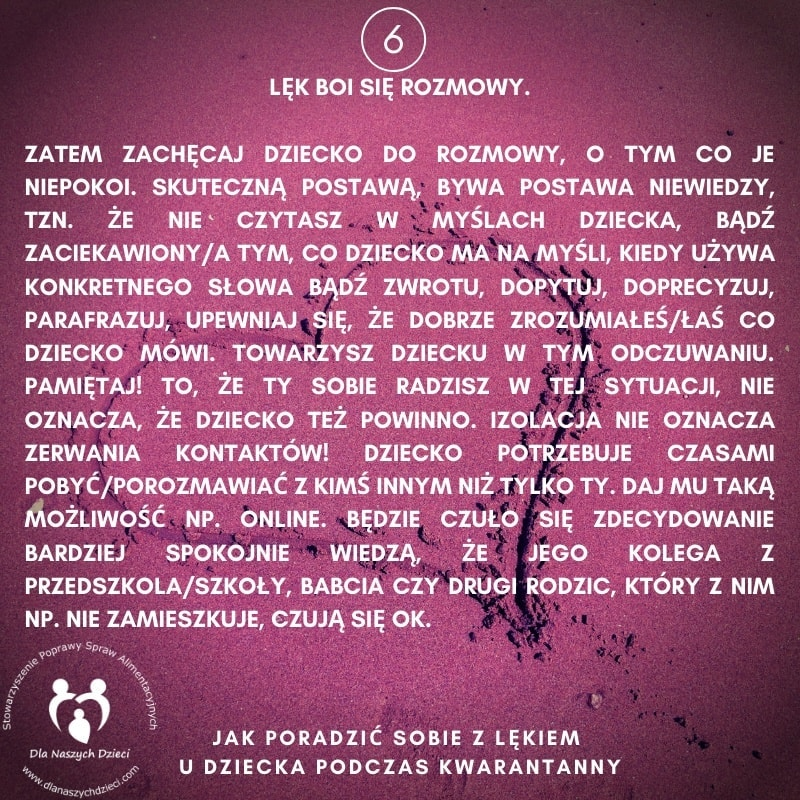 6
LĘK BOI SIĘ ROZMOWY.
ZATEM ZACHĘCAJ DZIECKO DO ROZMOWY, O TYM CO JE
NIEPOKOI. SKUTECZNĄ POSTAWĄ, BYWA POSTAWA NIEWIEDZY,
TZN. ŻE NIE CZYTASZ W MYŚLACH DZIECKA, BĄDŹ
ZACIEKAWIONY/A TYM, CO DZIECKO MA NA MYŚLI, KIEDY UŻYWA
KONKRETNEGO SŁOWA BĄDŹ ZWROTU, DOPYTUJ, DOPRECYZUJ,
PARAFRAZUJ, UPEWNIAJ SIĘ, ŻE DOBRZE ZROZUMIAŁEŚ/ŁAŚ CO
DZIECKO MÓWI. TOWARZYSZ DZIECKU W TYM ODCZUWANIU.
PAMIĘTAJ! TO, ŻE TY SOBIE RADZISZ W TEJ SYTUACJI, NIE
OZNACZA, ŻE DZIECKO TEŻ POWINNO. IZOLACJA NIE OZNACZA
ZERWANIA KONTAKTÓW! DZIECKO POTRZEBUJE CZASAMI
POBYĆ/POROZMAWIAĆ Z KIMŚ INNYM NIŻ TYLKO TY. DAJ MU TAKĄ
MOŻLIWOŚĆ NP. ONLINE. BĘDZIE CZUŁO SIĘ ZDECYDOWANIE
BARDZIEJ SPOKOJNIE WIEDZĄ, ŻE JEGO KOLEGA Z
PRZEDSZKOLA/SZKOŁY, BABCIA CZY DRUGI RODZIC, KTÓRY Z NIM
NP. NIE ZAMIESZKUJE, CZUJĄ SIĘ OK.
Stowarzyszenie Poprawy Spraw Alimentacyjnych
Dla Naszych Dzieci
www.dlanaszychdzieci.com
JAK PORADZIĆ SOBIE Z LĘKIEM
U DZIECKA PODCZAS KWARANTANNY